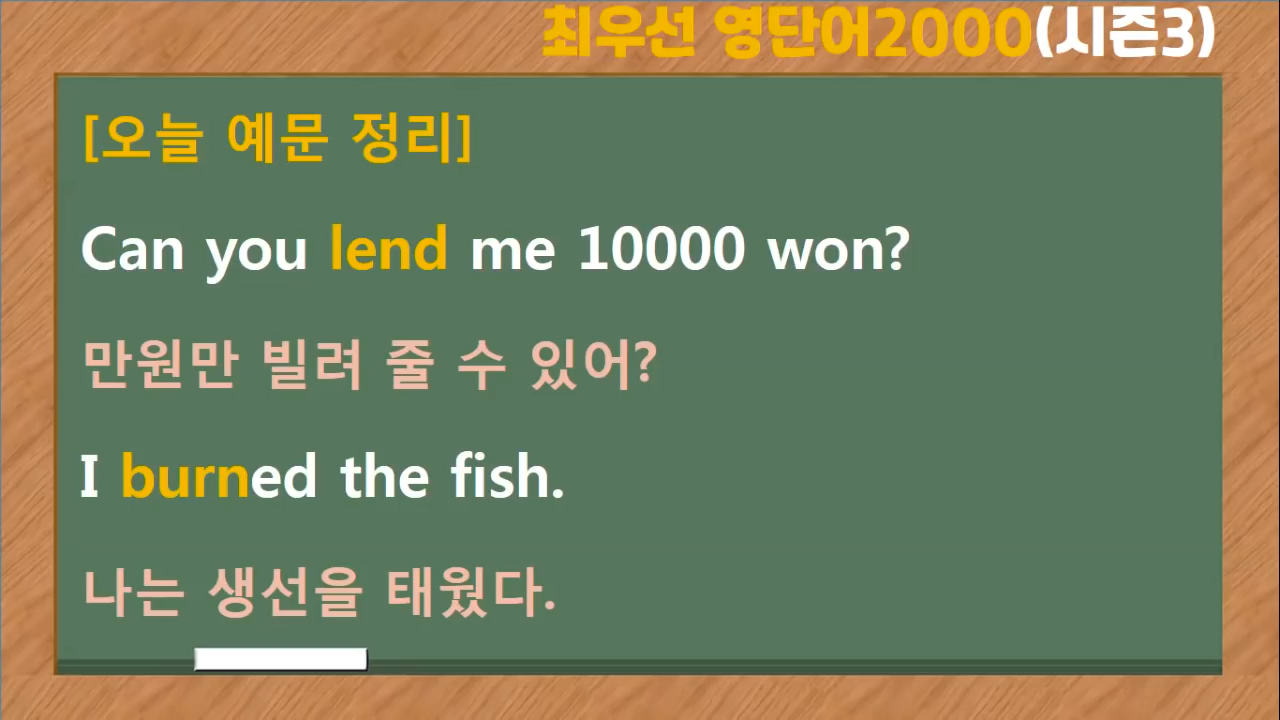 최우선 영단어2000(시즌3)
[오늘 예문 정리]
Can you lend me 10000 won?
만원만 빌려 줄 수 있어?
I burned the fish.
나는 생선을 태웠다.